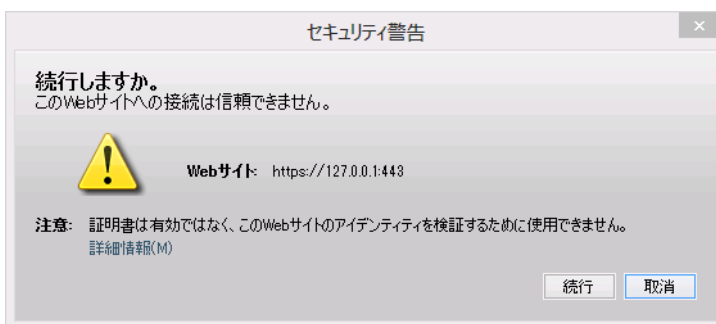 セキュリティ警告
続行しますか。
このWebサイトへの接続は信頼できません。
Webサイト: https://127.0.0.1:443
注意: 証明書は有効ではなく、このWebサイトのアイデンティティを検証するために使用できません。
詳細情報(M)
続行 取消